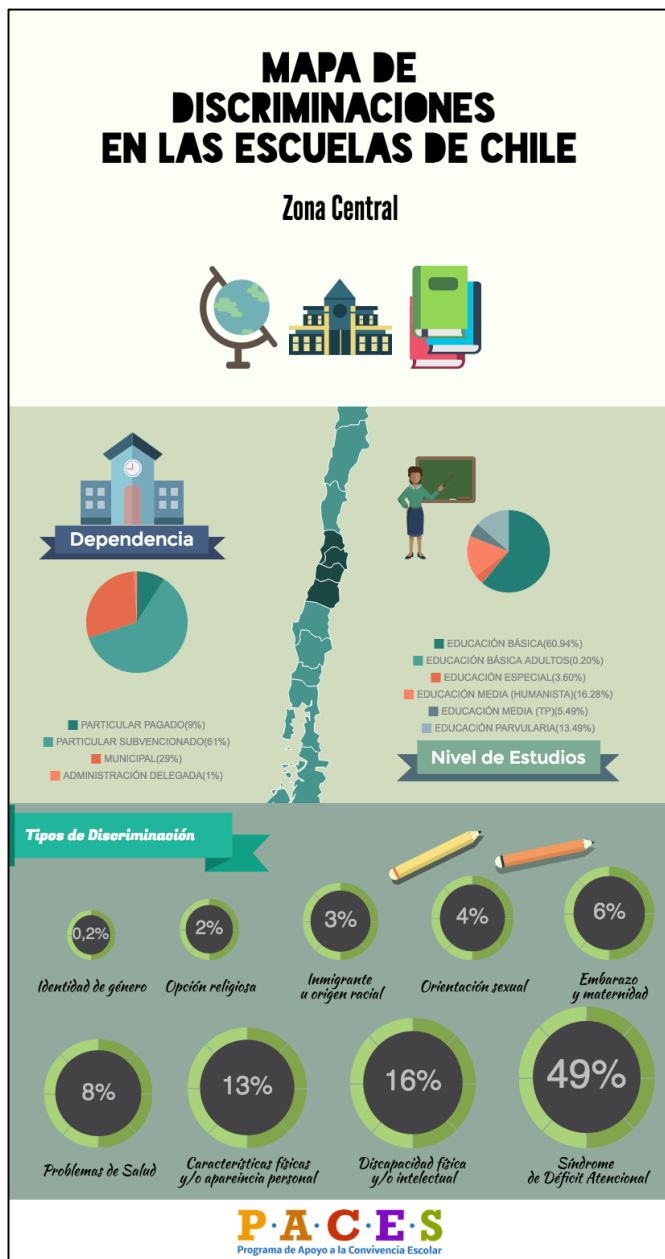 MAPA DE
DISCRIMINACIONES
EN LAS ESCUELAS DE CHILE
Zona Central
Dependencia
PARTICULAR PAGADO(9%)
PARTICULAR SUBVENCIONADO(61%)
MUNICIPAL(29%)
ADMINISTRACIÓN DELEGADA(1%)
EDUCACIÓN BÁSICA(60.94%)
EDUCACIÓN BÁSICA ADULTOS(0.20%)
EDUCACIÓN ESPECIAL(3.60%)
EDUCACIÓN MEDIA (HUMANISTA)(16.28%)
EDUCACIÓN MEDIA (TP)(5.49%)
EDUCACIÓN PARVULARIA(13.49%)
Nivel de Estudios
Tipos de Discriminación
0,2%
Identidad de género
2%
Opción religiosa
3%
Inmigrante
u origen racial
4%
Orientación sexual
6%
Embarazo
y maternidad
8%
Problemas de Salud
13%
Características físicas
y/o apareincia personal
16%
Discapacidad física
y/o intelectual
49%
Síndrome
de Déficit Atencional
P·A·C·E·S
Programa de Apoyo a la Convivencia Escolar